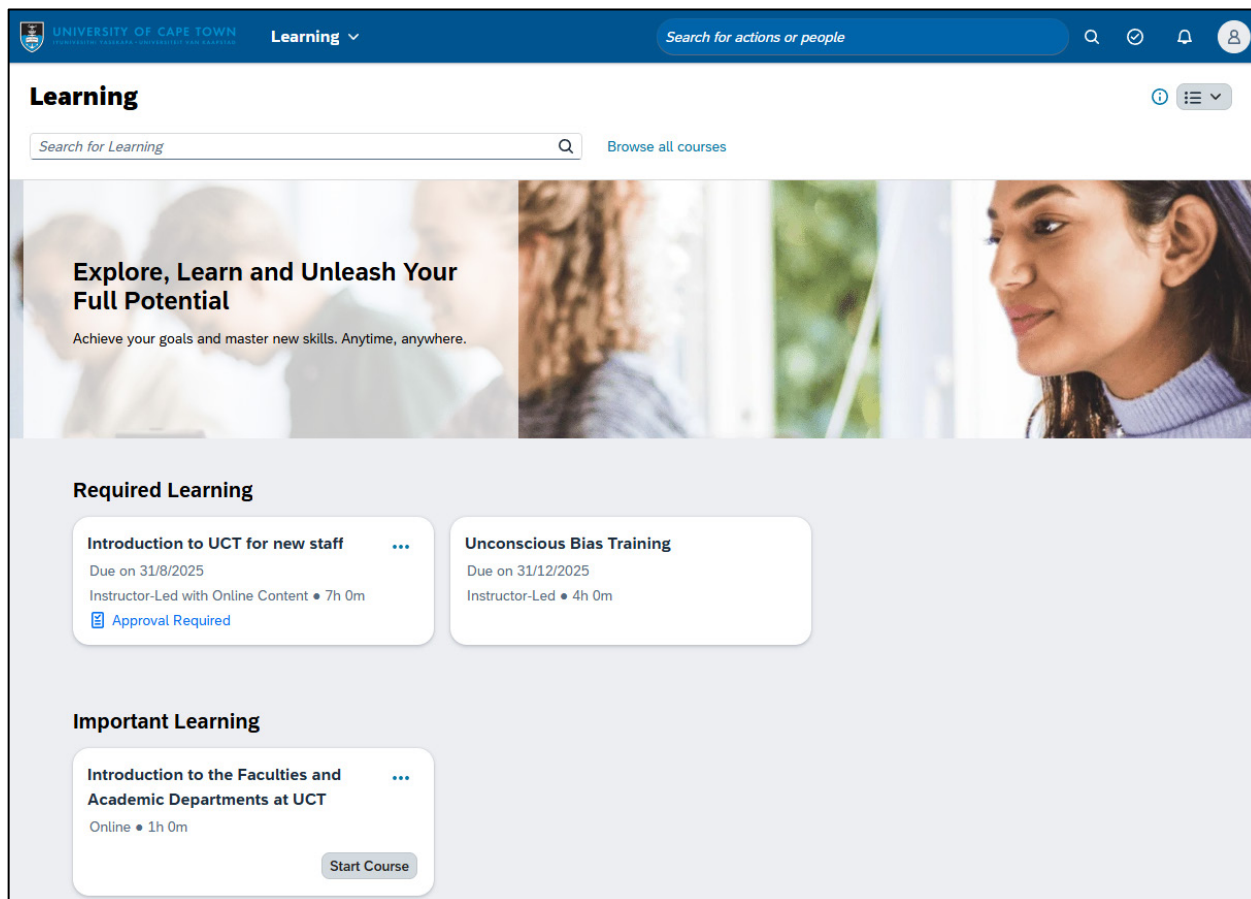 UNIVERSITY OF CAPE TOWN
Learning
Search for actions or people
Learning
Search for Learning
Browse all courses
Explore, Learn and Unleash Your
Full Potential
Achieve your goals and master new skills. Anytime, anywhere.
Required Learning
Introduction to UCT for new staff
Due on 31/8/2025
Instructor-Led with Online Content • 7h 0m
Approval Required
Unconscious Bias Training
Due on 31/12/2025
Instructor-Led • 4h 0m
Important Learning
Introduction to the Faculties and
Academic Departments at UCT
Online • 1h 0m
Start Course